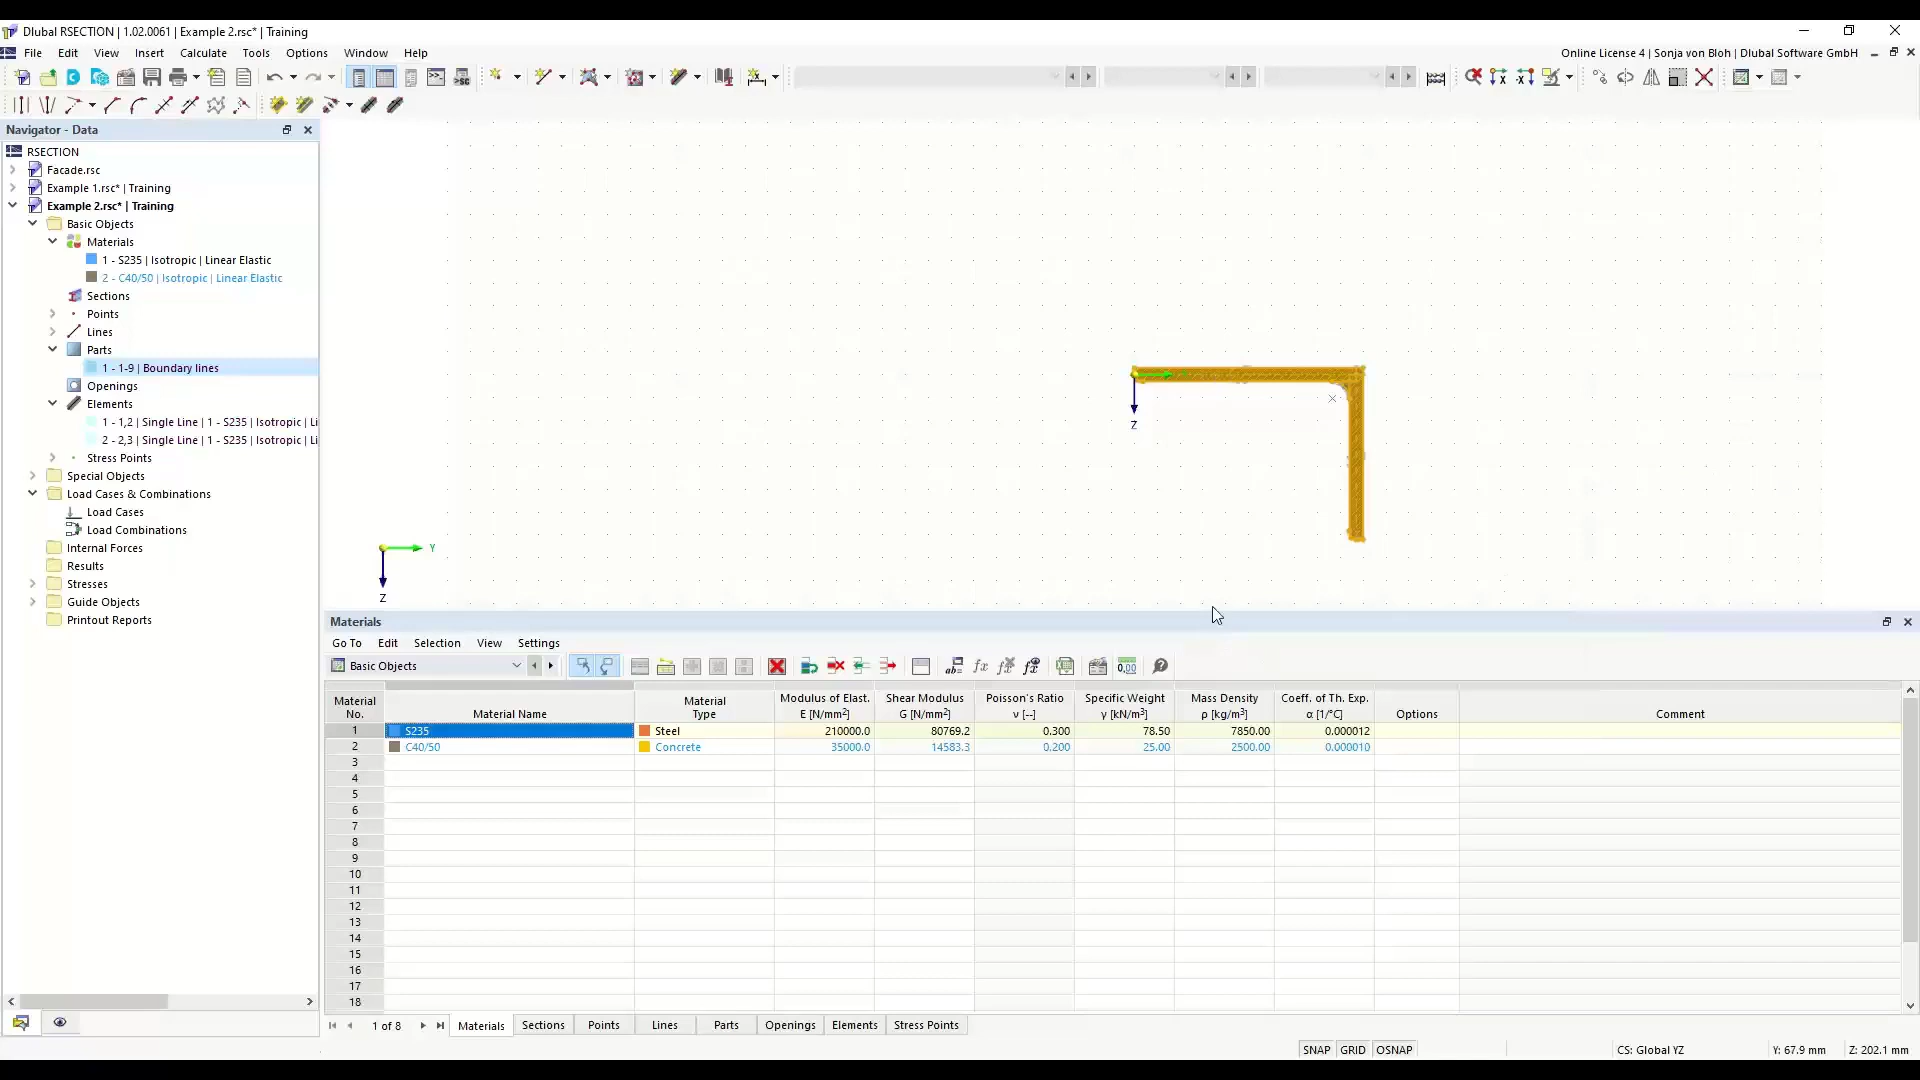 Dlubal RSECTION | 1.02.0061 | Example 2.rsc* | Training
File Edit View Insert Calculate Tools Options Window Help
Online License 4 | Sonja von Bloh | Dlubal Software GmbH
Navigator - Data
RSECTION
Facade.rsc
Example 1.rsc* | Training
Example 2.rsc* | Training
Basic Objects
Materials
1 - S235 | Isotropic | Linear Elastic
2 - C40/50 | Isotropic | Linear Elastic
Sections
Points
Lines
Parts
1 - 1-9 | Boundary lines
Openings
Elements
1 - 1,2 | Single Line | 1 - S235 | Isotropic | Li
2 - 2,3 | Single Line | 1 - S235 | Isotropic | Li
Stress Points
Special Objects
Load Cases & Combinations
Load Cases
Load Combinations
Internal Forces
Results
Stresses
Guide Objects
Printout Reports
Z
Y
Z
Materials
Go To Edit Selection View Settings
Basic Objects
Material No. Material Name Material Type Modulus of Elast. E [N/mm²] Shear Modulus G [N/mm²] Poisson's Ratio ν [--] Specific Weight γ [kN/m³] Mass Density ρ [kg/m³] Coeff. of Th. Exp. α [1/°C] Options Comment
1 S235 Steel 210000.0 80769.2 0.300 78.50 7850.00 0.000012
2 C40/50 Concrete 35000.0 14583.3 0.200 25.00 2500.00 0.000010
3
4
5
6
7
8
9
10
11
12
13
14
15
16
17
18
1 of 8 Materials Sections Points Lines Parts Openings Elements Stress Points
SNAP GRID OSNAP CS: Global YZ Y: 67.9 mm Z: 202.1 mm